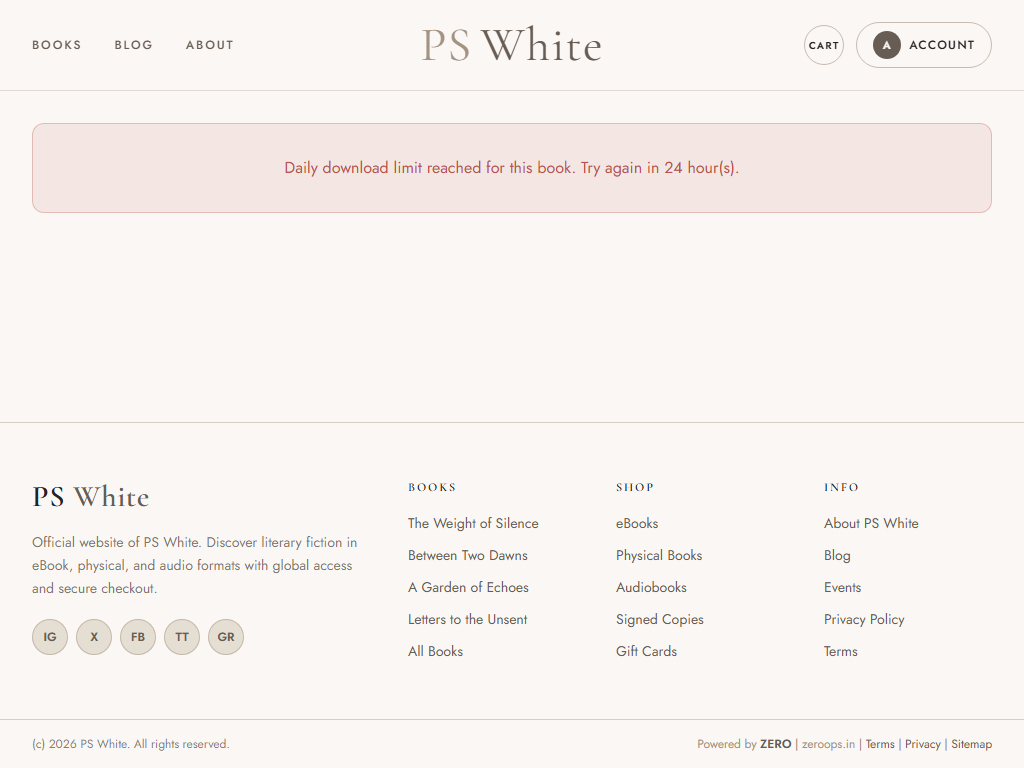 BOOKS BLOG ABOUT PS White CART A ACCOUNT
Daily download limit reached for this book. Try again in 24 hour(s).
PS White
Official website of PS White. Discover literary fiction in
eBook, physical, and audio formats with global access
and secure checkout.
IG X FB TT GR
BOOKS
The Weight of Silence
Between Two Dawns
A Garden of Echoes
Letters to the Unsent
All Books
SHOP
eBooks
Physical Books
Audiobooks
Signed Copies
Gift Cards
INFO
About PS White
Blog
Events
Privacy Policy
Terms
(c) 2026 PS White. All rights reserved.
Powered by ZERO | zeroops.in | Terms | Privacy | Sitemap